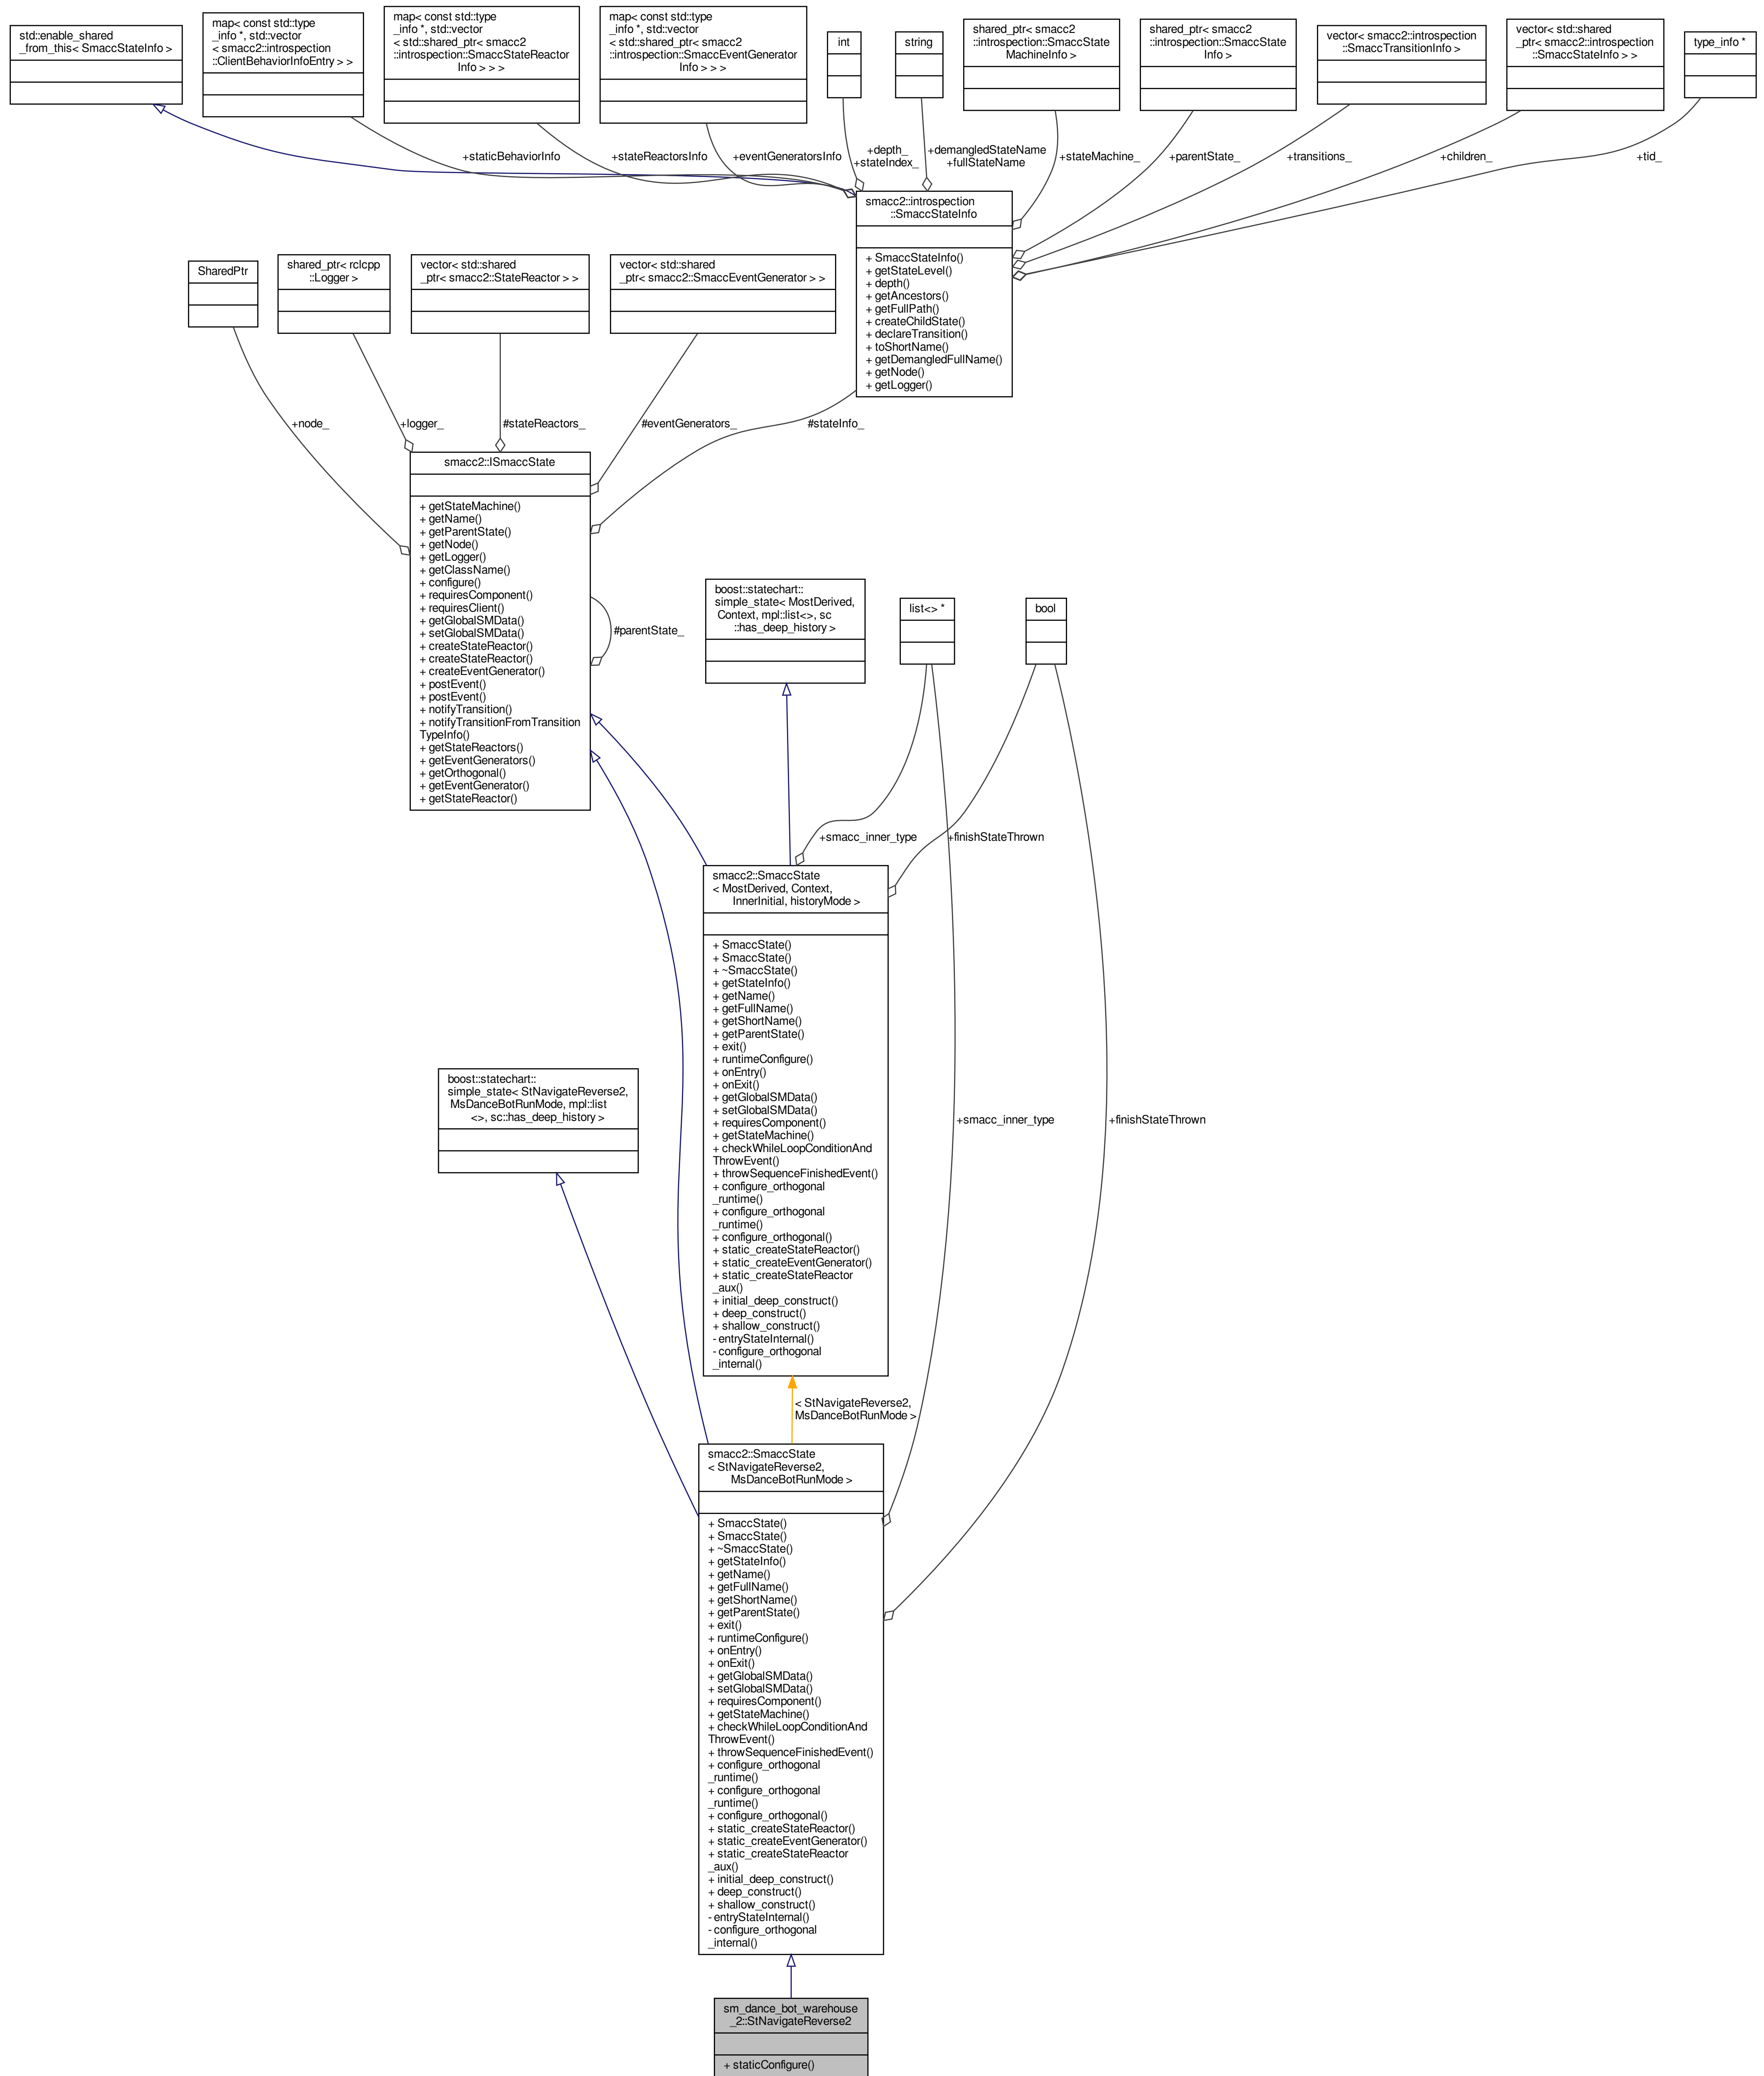 std::enable_shared
_from_this< SmaccStateInfo >
map< const std::type
_info *, std::vector
< smacc2::introspection
::ClientBehaviorInfoEntry > >
map< const std::type
_info *, std::vector
< std::shared_ptr< smacc2
::introspection::SmaccStateReactor
Info > > >
map< const std::type
_info *, std::vector
< std::shared_ptr< smacc2
::introspection::SmaccEventGenerator
Info > > >
int
string
shared_ptr< smacc2
::introspection::SmaccState
MachineInfo >
shared_ptr< smacc2
::introspection::SmaccState
Info >
vector< smacc2::introspection
::SmaccTransitionInfo >
vector< std::shared
_ptr< smacc2::introspection
::SmaccStateInfo > >
type_info *
+staticBehaviorInfo
+stateReactorsInfo
+eventGeneratorsInfo
+depth_
+stateIndex_
+demangledStateName
+fullStateName
+stateMachine_
+parentState_
+transitions_
+children_
+tid_
smacc2::introspection
::SmaccStateInfo
+ SmaccStateInfo()
+ getStateLevel()
+ depth()
+ getAncestors()
+ getFullPath()
+ createChildState()
+ declareTransition()
+ toShortName()
+ getDemangledFullName()
+ getNode()
+ getLogger()
SharedPtr
shared_ptr< rclcpp
::Logger >
vector< std::shared
_ptr< smacc2::StateReactor > >
vector< std::shared
_ptr< smacc2::SmaccEventGenerator > >
+node_
+logger_
#stateReactors_
#eventGenerators_
#stateInfo_
smacc2::ISmaccState
+ getStateMachine()
+ getName()
+ getParentState()
+ getNode()
+ getLogger()
+ getClassName()
+ configure()
+ requiresComponent()
+ requiresClient()
+ getGlobalSMData()
+ setGlobalSMData()
+ createStateReactor()
+ createStateReactor()
+ createEventGenerator()
+ postEvent()
+ postEvent()
+ notifyTransition()
+ notifyTransitionFromTransition
TypeInfo()
+ getStateReactors()
+ getEventGenerators()
+ getOrthogonal()
+ getEventGenerator()
+ getStateReactor()
#parentState_
boost::statechart::
simple_state< MostDerived,
Context, mpl::list<>, sc
::has_deep_history >
list<> *
bool
+smacc_inner_type
+finishStateThrown
smacc2::SmaccState
< MostDerived, Context,
InnerInitial, historyMode >
+ SmaccState()
+ SmaccState()
+ ~SmaccState()
+ getStateInfo()
+ getName()
+ getFullName()
+ getShortName()
+ getParentState()
+ exit()
+ runtimeConfigure()
+ onEntry()
+ onExit()
+ getGlobalSMData()
+ setGlobalSMData()
+ requiresComponent()
+ getStateMachine()
+ checkWhileLoopConditionAnd
ThrowEvent()
+ throwSequenceFinishedEvent()
+ configure_orthogonal
_runtime()
+ configure_orthogonal
_runtime()
+ configure_orthogonal()
+ static_createStateReactor()
+ static_createEventGenerator()
+ static_createStateReactor
_aux()
+ initial_deep_construct()
+ deep_construct()
+ shallow_construct()
- entryStateInternal()
- configure_orthogonal
_internal()
boost::statechart::
simple_state< StNavigateReverse2,
MsDanceBotRunMode, mpl::list
<>, sc::has_deep_history >
+smacc_inner_type
+finishStateThrown
< StNavigateReverse2,
MsDanceBotRunMode >
smacc2::SmaccState
< StNavigateReverse2,
MsDanceBotRunMode >
+ SmaccState()
+ SmaccState()
+ ~SmaccState()
+ getStateInfo()
+ getName()
+ getFullName()
+ getShortName()
+ getParentState()
+ exit()
+ runtimeConfigure()
+ onEntry()
+ onExit()
+ getGlobalSMData()
+ setGlobalSMData()
+ requiresComponent()
+ getStateMachine()
+ checkWhileLoopConditionAnd
ThrowEvent()
+ throwSequenceFinishedEvent()
+ configure_orthogonal
_runtime()
+ configure_orthogonal
_runtime()
+ configure_orthogonal()
+ static_createStateReactor()
+ static_createEventGenerator()
+ static_createStateReactor
_aux()
+ initial_deep_construct()
+ deep_construct()
+ shallow_construct()
- entryStateInternal()
- configure_orthogonal
_internal()
sm_dance_bot_warehouse
_2::StNavigateReverse2
+ staticConfigure()